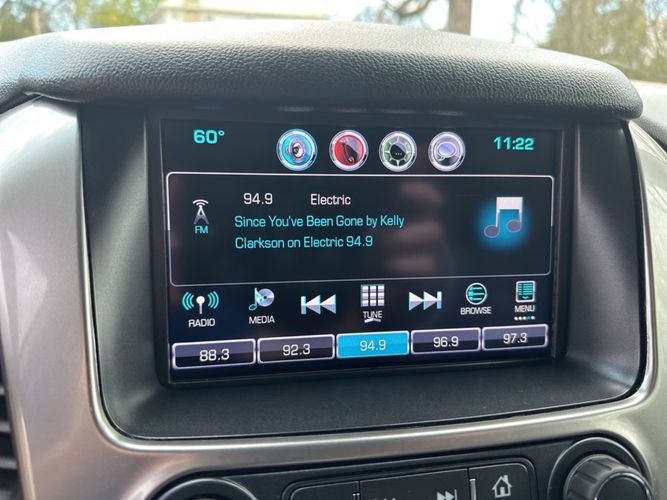 60° 11:22
94.9 Electric
FM
Since You've Been Gone by Kelly
Clarkson on Electric 94.9
RADIO MEDIA TUNE BROWSE MENU
88.3 92.3 94.9 96.9 97.3